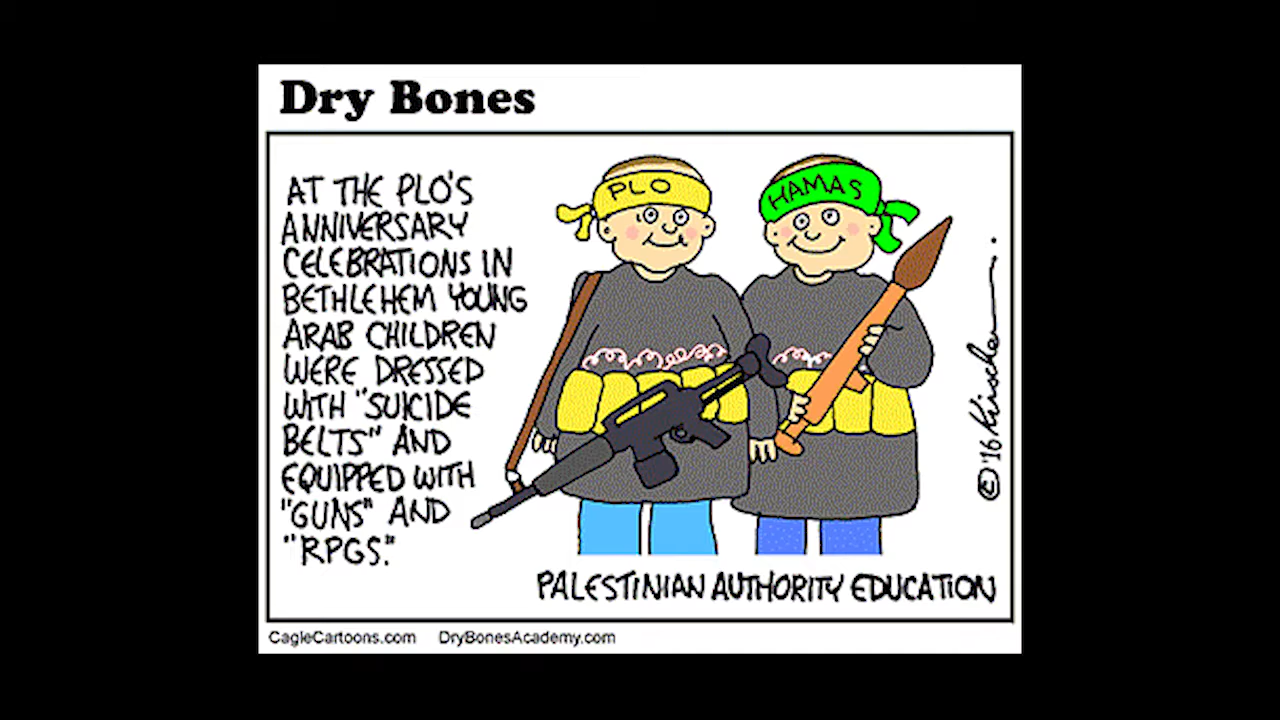 Dry Bones
AT THE PLO'S
ANNIVERSARY
CELEBRATIONS IN
BETHLEHEM YOUNG
ARAB CHILDREN
WERE DRESSED
WITH "SUICIDE
BELTS" AND
EQUIPPED WITH
"GUNS" AND
"RPGS."
PLO
HAMAS
©'16 Kirschen
PALESTINIAN AUTHORITY EDUCATION
CagleCartoons.com DryBonesAcademy.com